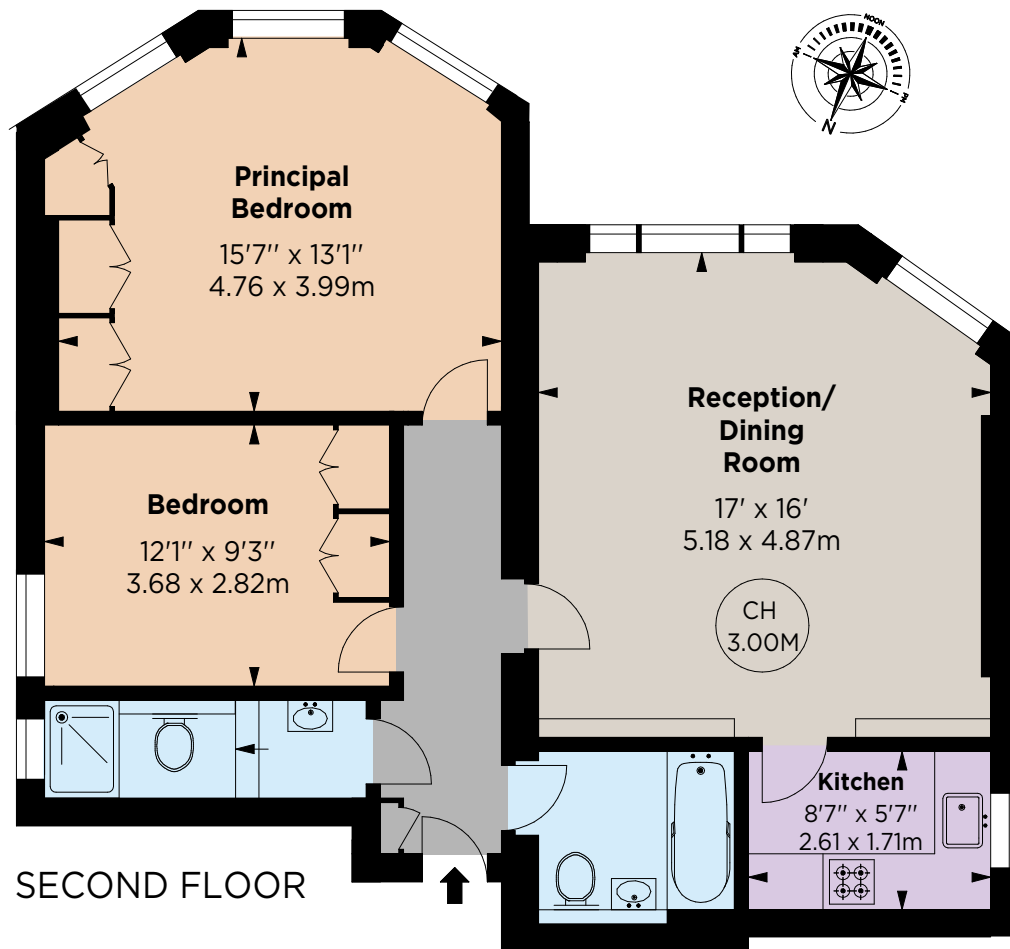 NOON
AM
PM
N
Principal
Bedroom
15'7" x 13'1"
4.76 x 3.99m
Reception/
Dining
Room
17' x 16'
5.18 x 4.87m
CH
3.00M
Bedroom
12'1" x 9'3"
3.68 x 2.82m
Kitchen
8'7" x 5'7"
2.61 x 1.71m
SECOND FLOOR